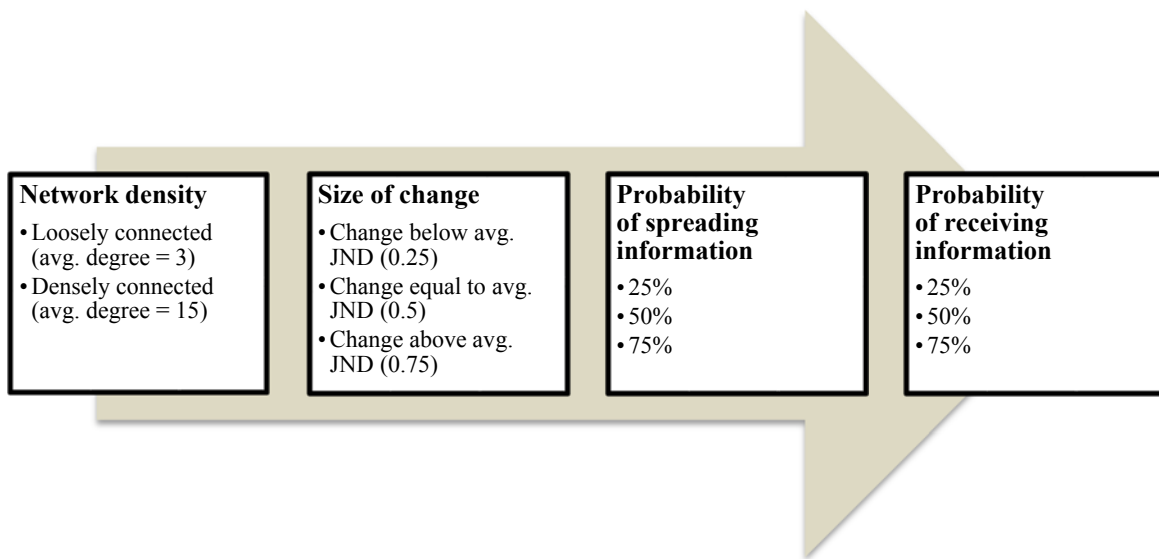 Network density
• Loosely connected
(avg. degree = 3)
• Densely connected
(avg. degree = 15)
Size of change
• Change below avg.
JND (0.25)
• Change equal to avg.
JND (0.5)
• Change above avg.
JND (0.75)
Probability
of spreading
information
• 25%
• 50%
• 75%
Probability
of receiving
information
• 25%
• 50%
• 75%